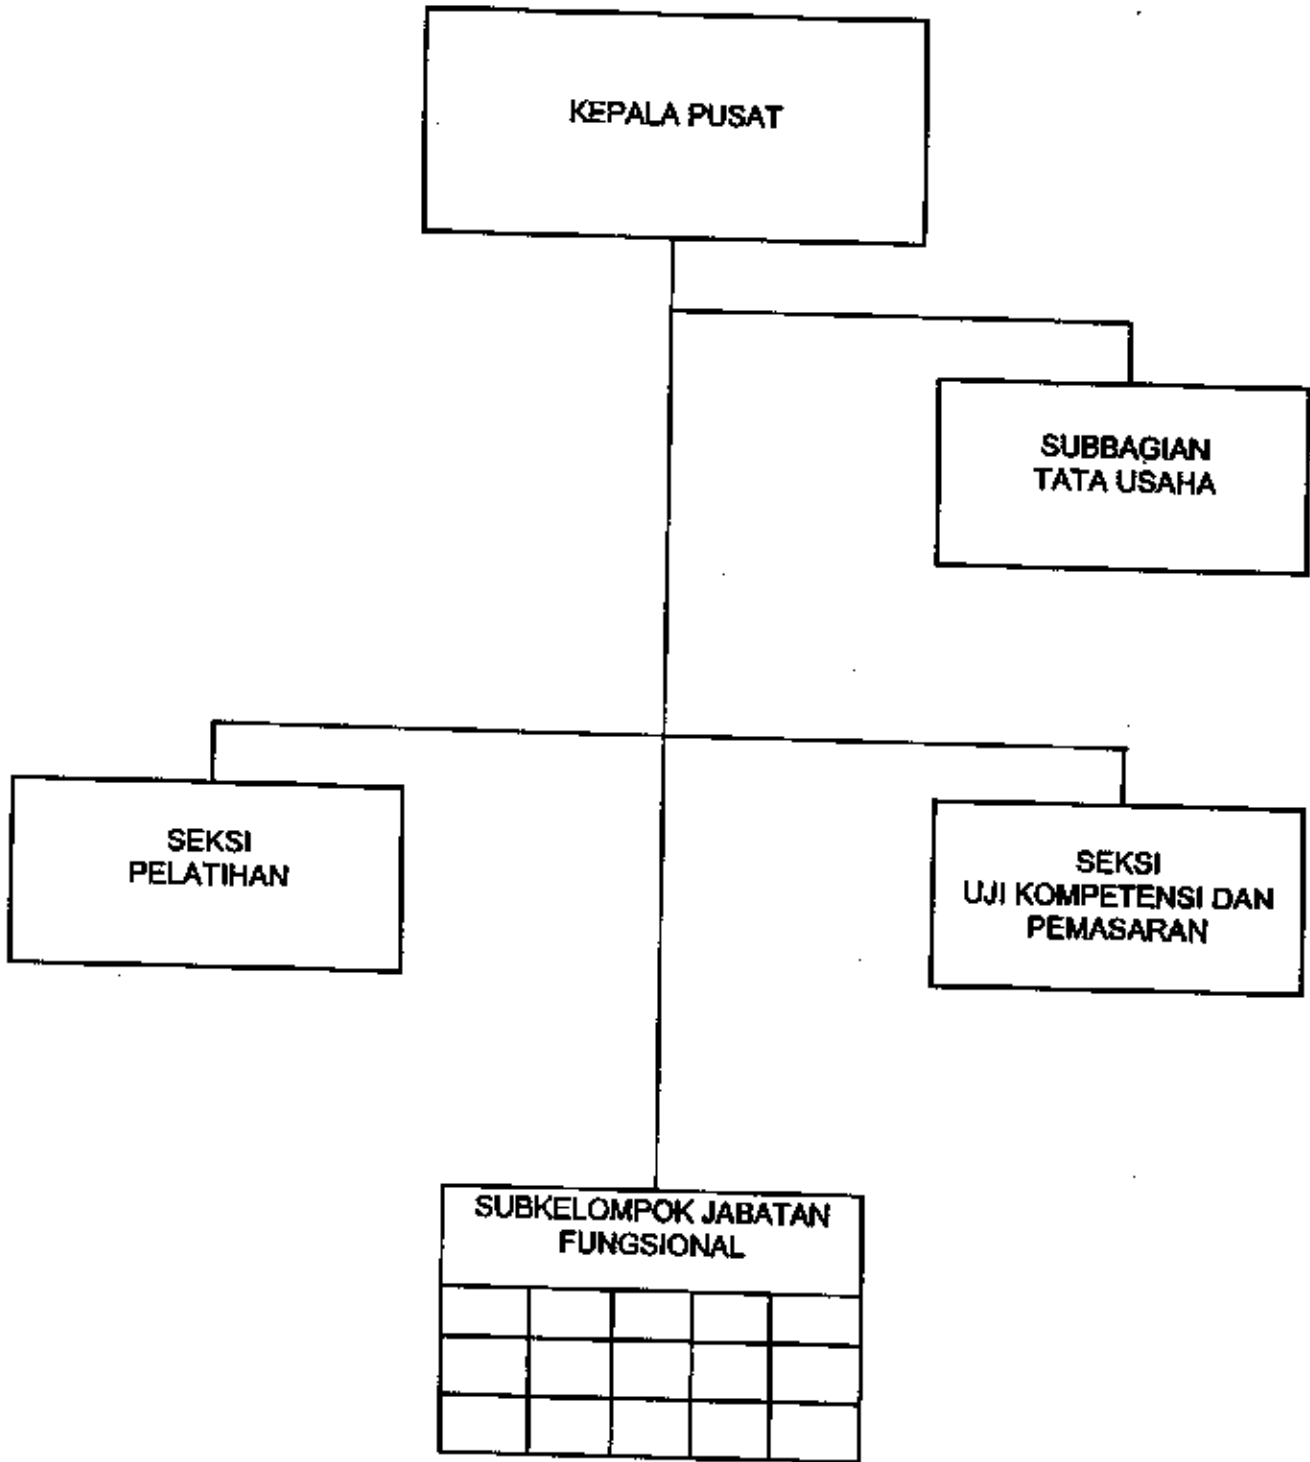 KEPALA PUSAT
SUBBAGIAN
TATA USAHA
SEKSI
PELATIHAN
SEKSI
UJI KOMPETENSI DAN
PEMASARAN
SUBKELOMPOK JABATAN
FUNGSIONAL